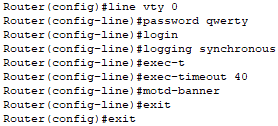 Router(config)#line vty 0
Router(config-line)#password qwerty
Router(config-line)#login
Router(config-line)#logging synchronous
Router(config-line)#exec-t
Router(config-line)#exec-timeout 40
Router(config-line)#motd-banner
Router(config-line)#exit
Router(config)#exit